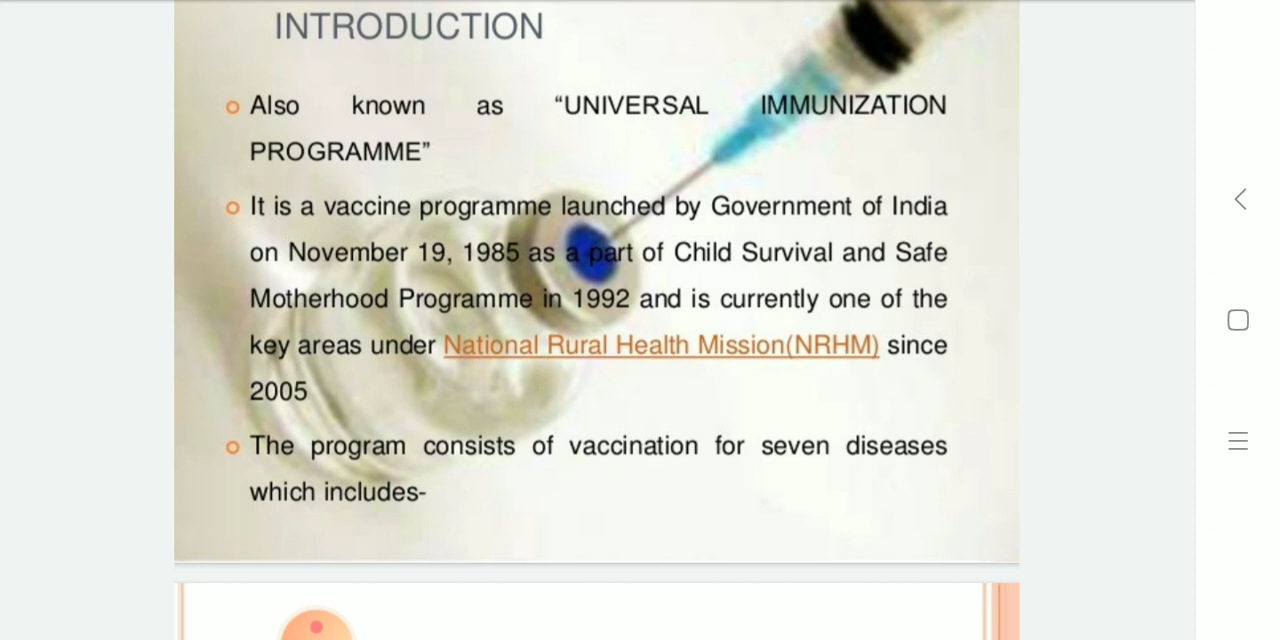 INTRODUCTION
Also known as “UNIVERSAL IMMUNIZATION
PROGRAMME”
It is a vaccine programme launched by Government of India
on November 19, 1985 as a part of Child Survival and Safe
Motherhood Programme in 1992 and is currently one of the
key areas under National Rural Health Mission(NRHM) since
2005
The program consists of vaccination for seven diseases
which includes-